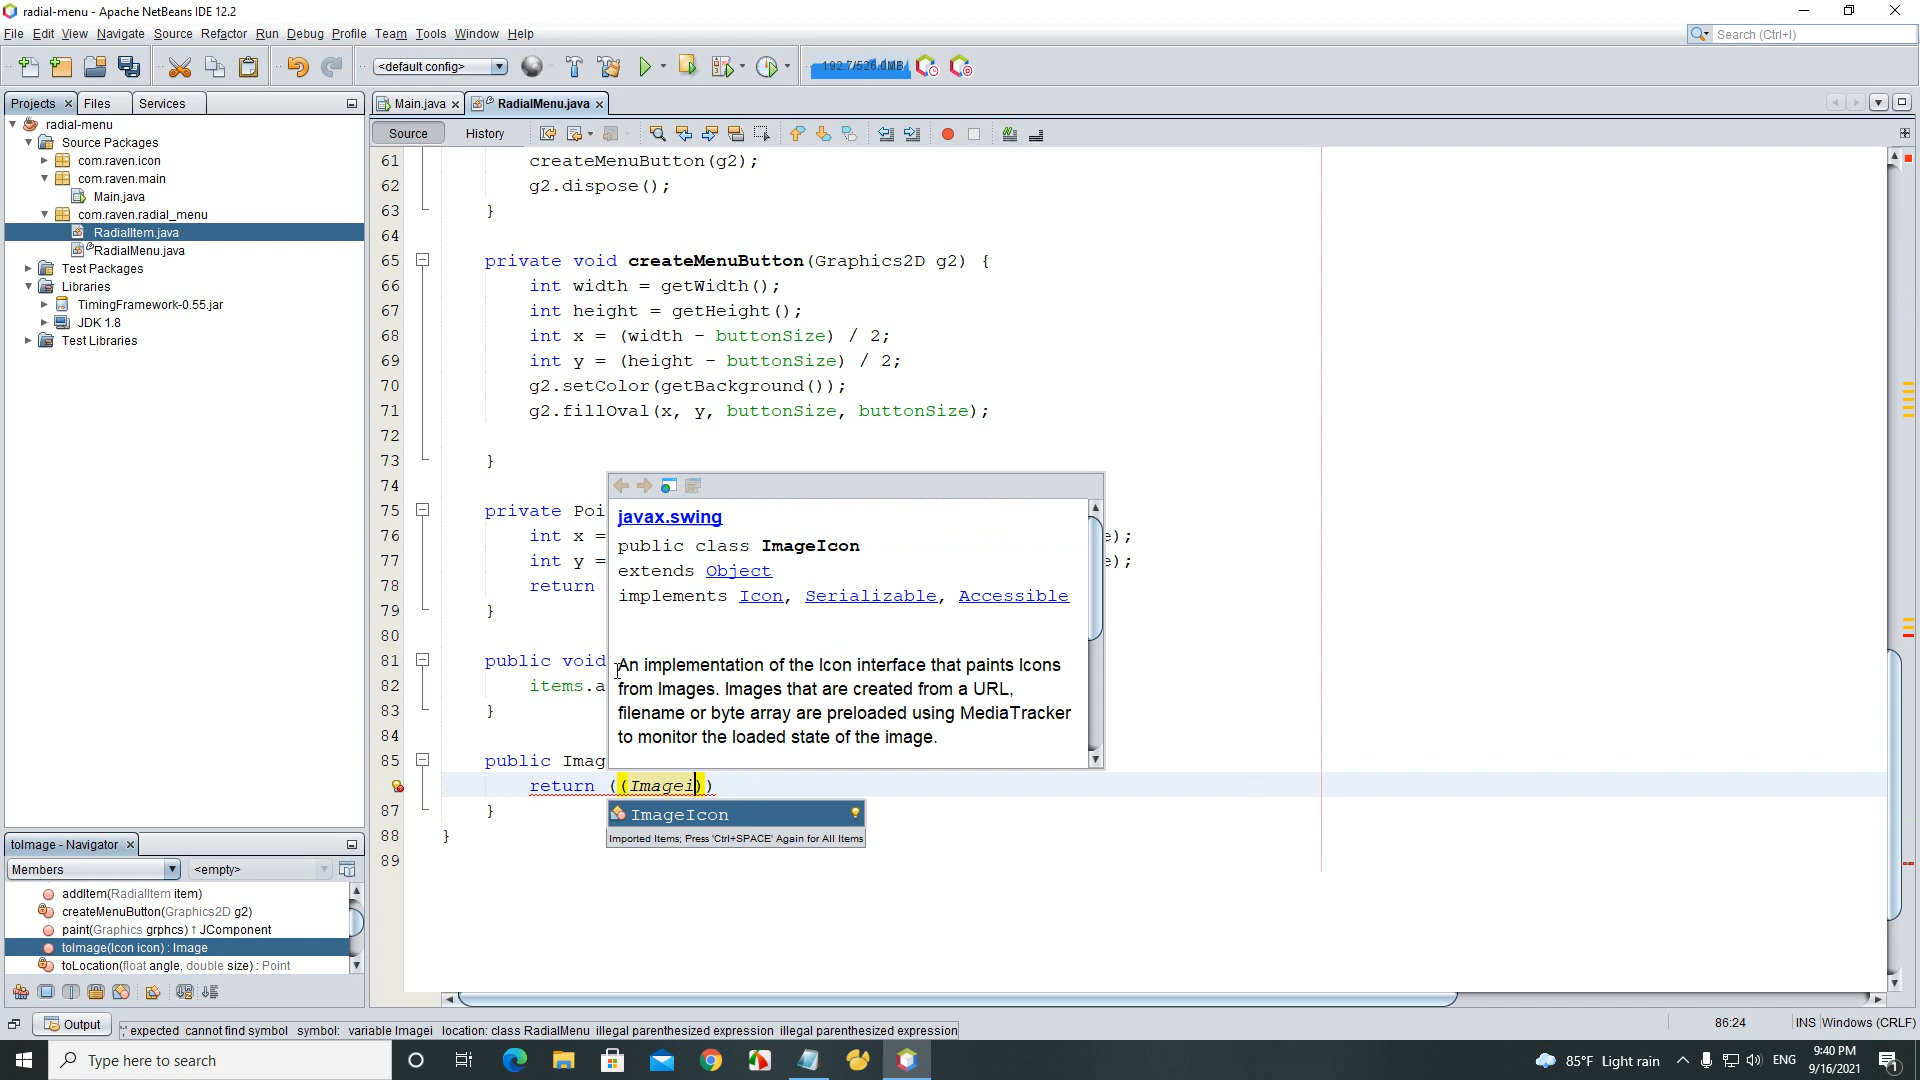 radial-menu - Apache NetBeans IDE 12.2
File Edit View Navigate Source Refactor Run Debug Profile Team Tools Window Help
Search (Ctrl+I)
<default config>
192.7/526.0MB
Projects Files Services
Main.java RadialMenu.java
Source History
radial-menu
Source Packages
com.raven.icon
com.raven.main
Main.java
com.raven.radial_menu
RadialItem.java
RadialMenu.java
Test Packages
Libraries
TimingFramework-0.55.jar
JDK 1.8
Test Libraries
61 createMenuButton(g2);
62 g2.dispose();
63 }
64
65 private void createMenuButton(Graphics2D g2) {
66 int width = getWidth();
67 int height = getHeight();
68 int x = (width - buttonSize) / 2;
69 int y = (height - buttonSize) / 2;
70 g2.setColor(getBackground());
71 g2.fillOval(x, y, buttonSize, buttonSize);
72
73 }
74
75 private Poi
76 int x = e);
77 int y = e);
78 return
79 }
80
81 public void
82 items.a
83 }
84
85 public Imag
return ((Imagei))
87 }
88 }
89
javax.swing
public class ImageIcon
extends Object
implements Icon, Serializable, Accessible
An implementation of the Icon interface that paints Icons
from Images. Images that are created from a URL,
filename or byte array are preloaded using MediaTracker
to monitor the loaded state of the image.
ImageIcon
Imported Items; Press 'Ctrl+SPACE' Again for All Items
toImage - Navigator
Members <empty>
addItem(RadialItem item)
createMenuButton(Graphics2D g2)
paint(Graphics grphcs) ↑ JComponent
toImage(Icon icon) : Image
toLocation(float angle, double size) : Point
Output
';' expected cannot find symbol symbol: variable Imagei location: class RadialMenu illegal parenthesized expression illegal parenthesized expression
86:24 INS Windows (CRLF)
Type here to search
85°F Light rain ENG
9:40 PM
9/16/2021
1